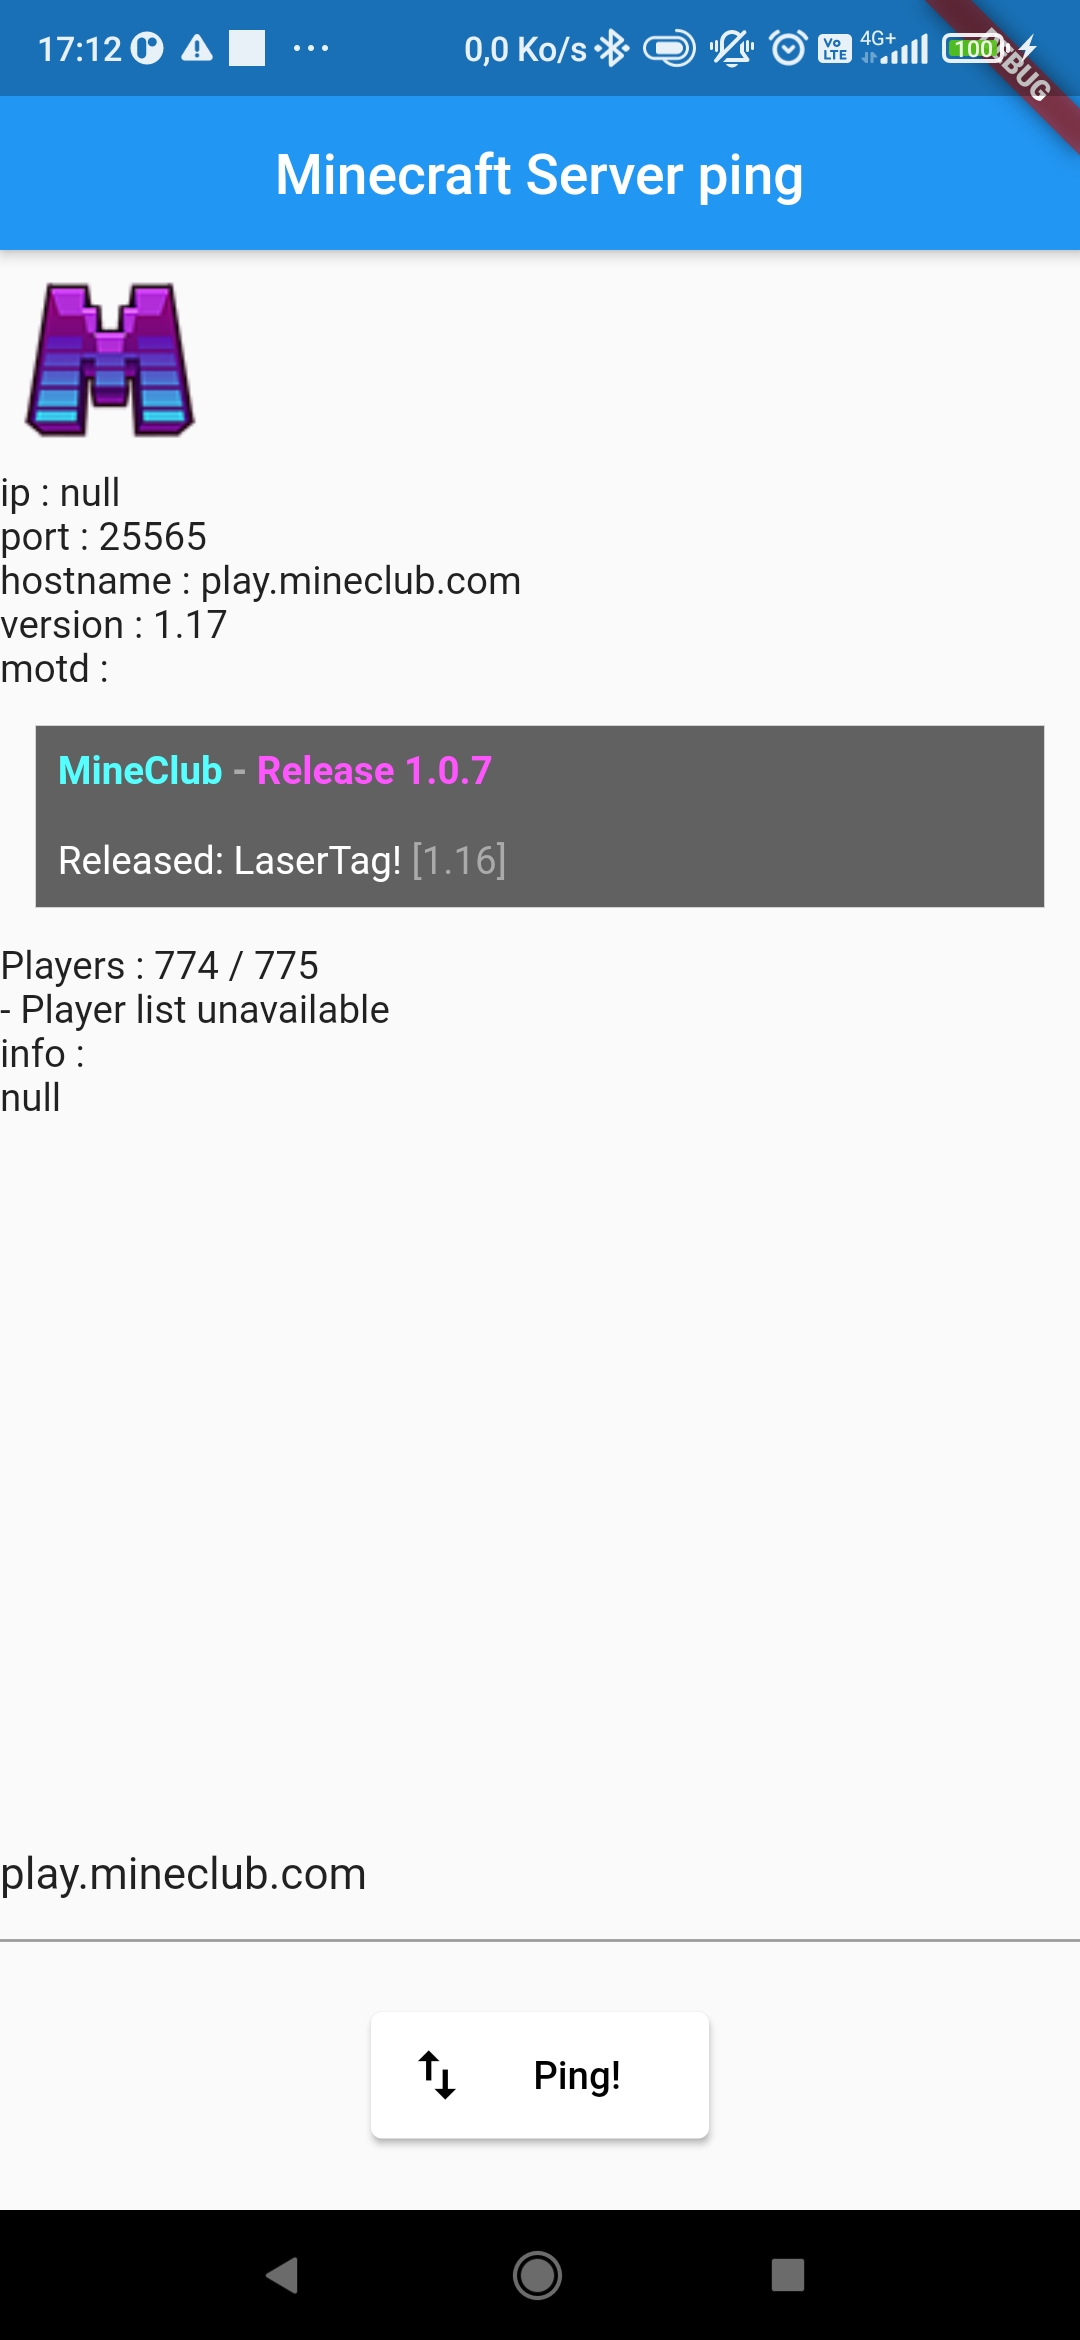 17:12 ... 0,0 Ko/s Vo LTE 4G+ 100
DEBUG
Minecraft Server ping
ip : null
port : 25565
hostname : play.mineclub.com
version : 1.17
motd :
MineClub - Release 1.0.7
Released: LaserTag! [1.16]
Players : 774 / 775
- Player list unavailable
info :
null
play.mineclub.com
Ping!